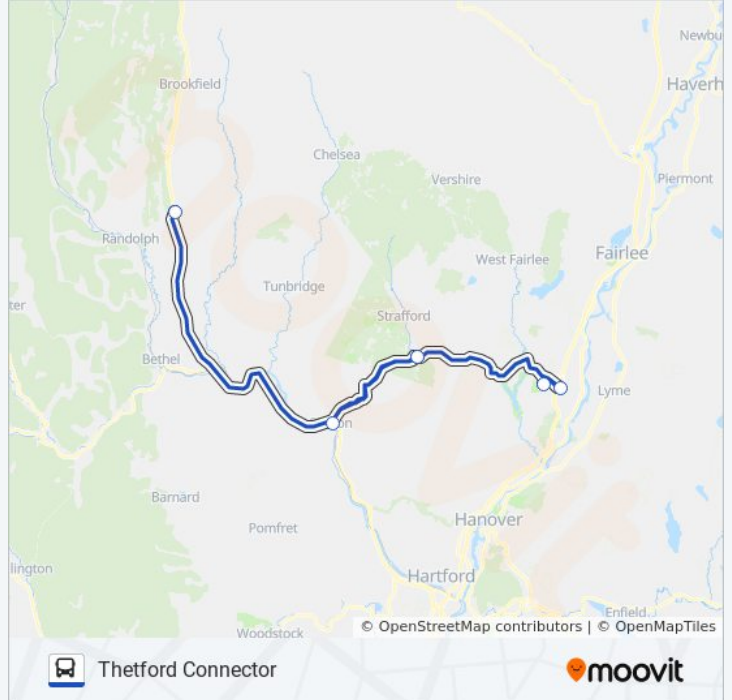 Newbu
Brookfield
Haverh
Chelsea
Vershire
Piermont
Randolph
Fairlee
West Fairlee
Tunbridge
ter
Strafford
Bethel
Lyme
on
Barnard
Hanover
Pomfret
lington
Hartford
Enfield
© OpenStreetMap contributors | © OpenMapTiles
Woodstock
Thetford Connector
moovit
moovit